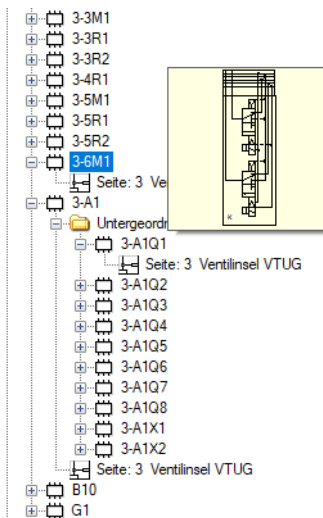 3-3M1
3-3R1
3-3R2
3-4R1
3-5M1
3-5R1
3-5R2
3-6M1
Seite: 3 Ve
3-A1
Untergeordr
3-A1Q1
Seite: 3 Ventilinsel VTUG
3-A1Q2
3-A1Q3
3-A1Q4
3-A1Q5
3-A1Q6
3-A1Q7
3-A1Q8
3-A1X1
3-A1X2
Seite: 3 Ventilinsel VTUG
B10
G1
K